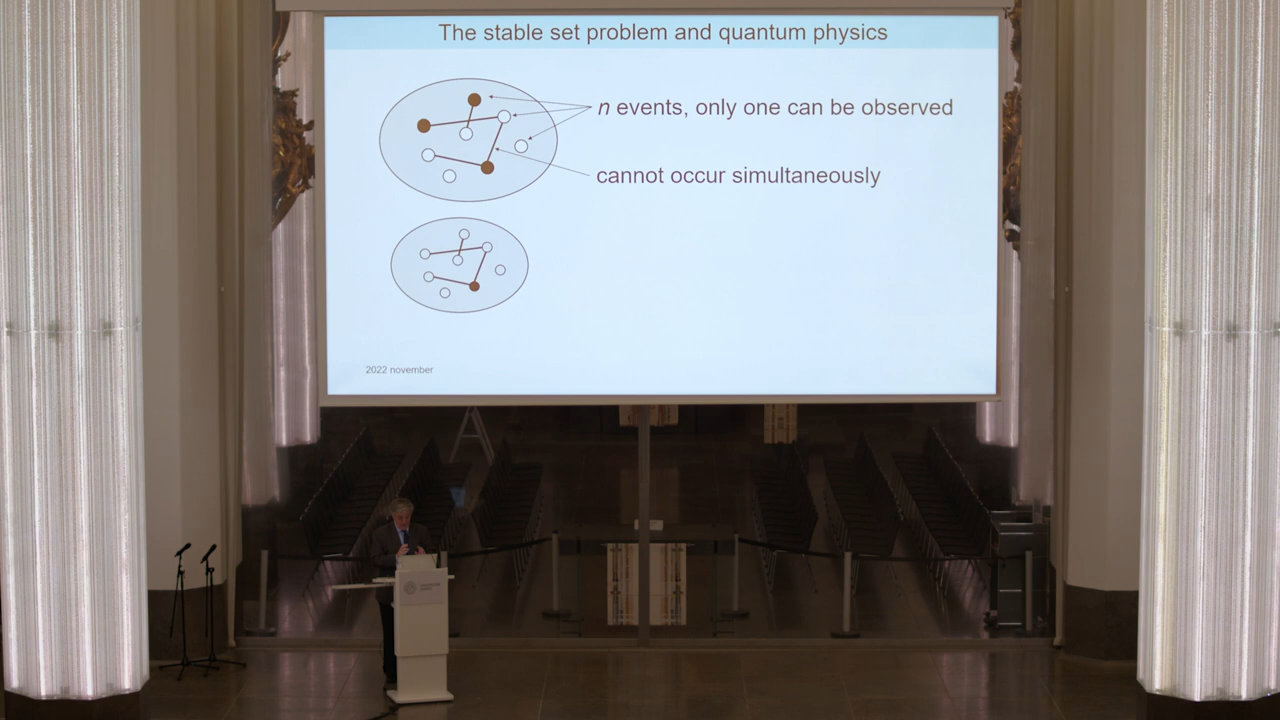 The stable set problem and quantum physics
n events, only one can be observed
cannot occur simultaneously
2022 november